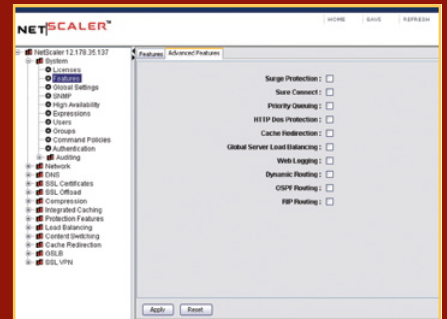 NETSCALER™
HOME
SAVE
REFRESH
NetScaler 12.178.35.137
System
Licenses
Features
Global Settings
SNMP
High Availability
Expressions
Users
Groups
Command Policies
Authentication
Auditing
Network
DNS
SSL Certificates
SSL Offload
Compression
Integrated Caching
Protection Features
Load Balancing
Content Switching
Cache Redirection
GSLB
SSL VPN
Features
Advanced Features
Surge Protection :
Sure Connect :
Priority Queuing :
HTTP Dos Protection :
Cache Redirection :
Global Server Load Balancing :
Web Logging :
Dynamic Routing :
OSPF Routing :
RIP Routing :
Apply
Reset